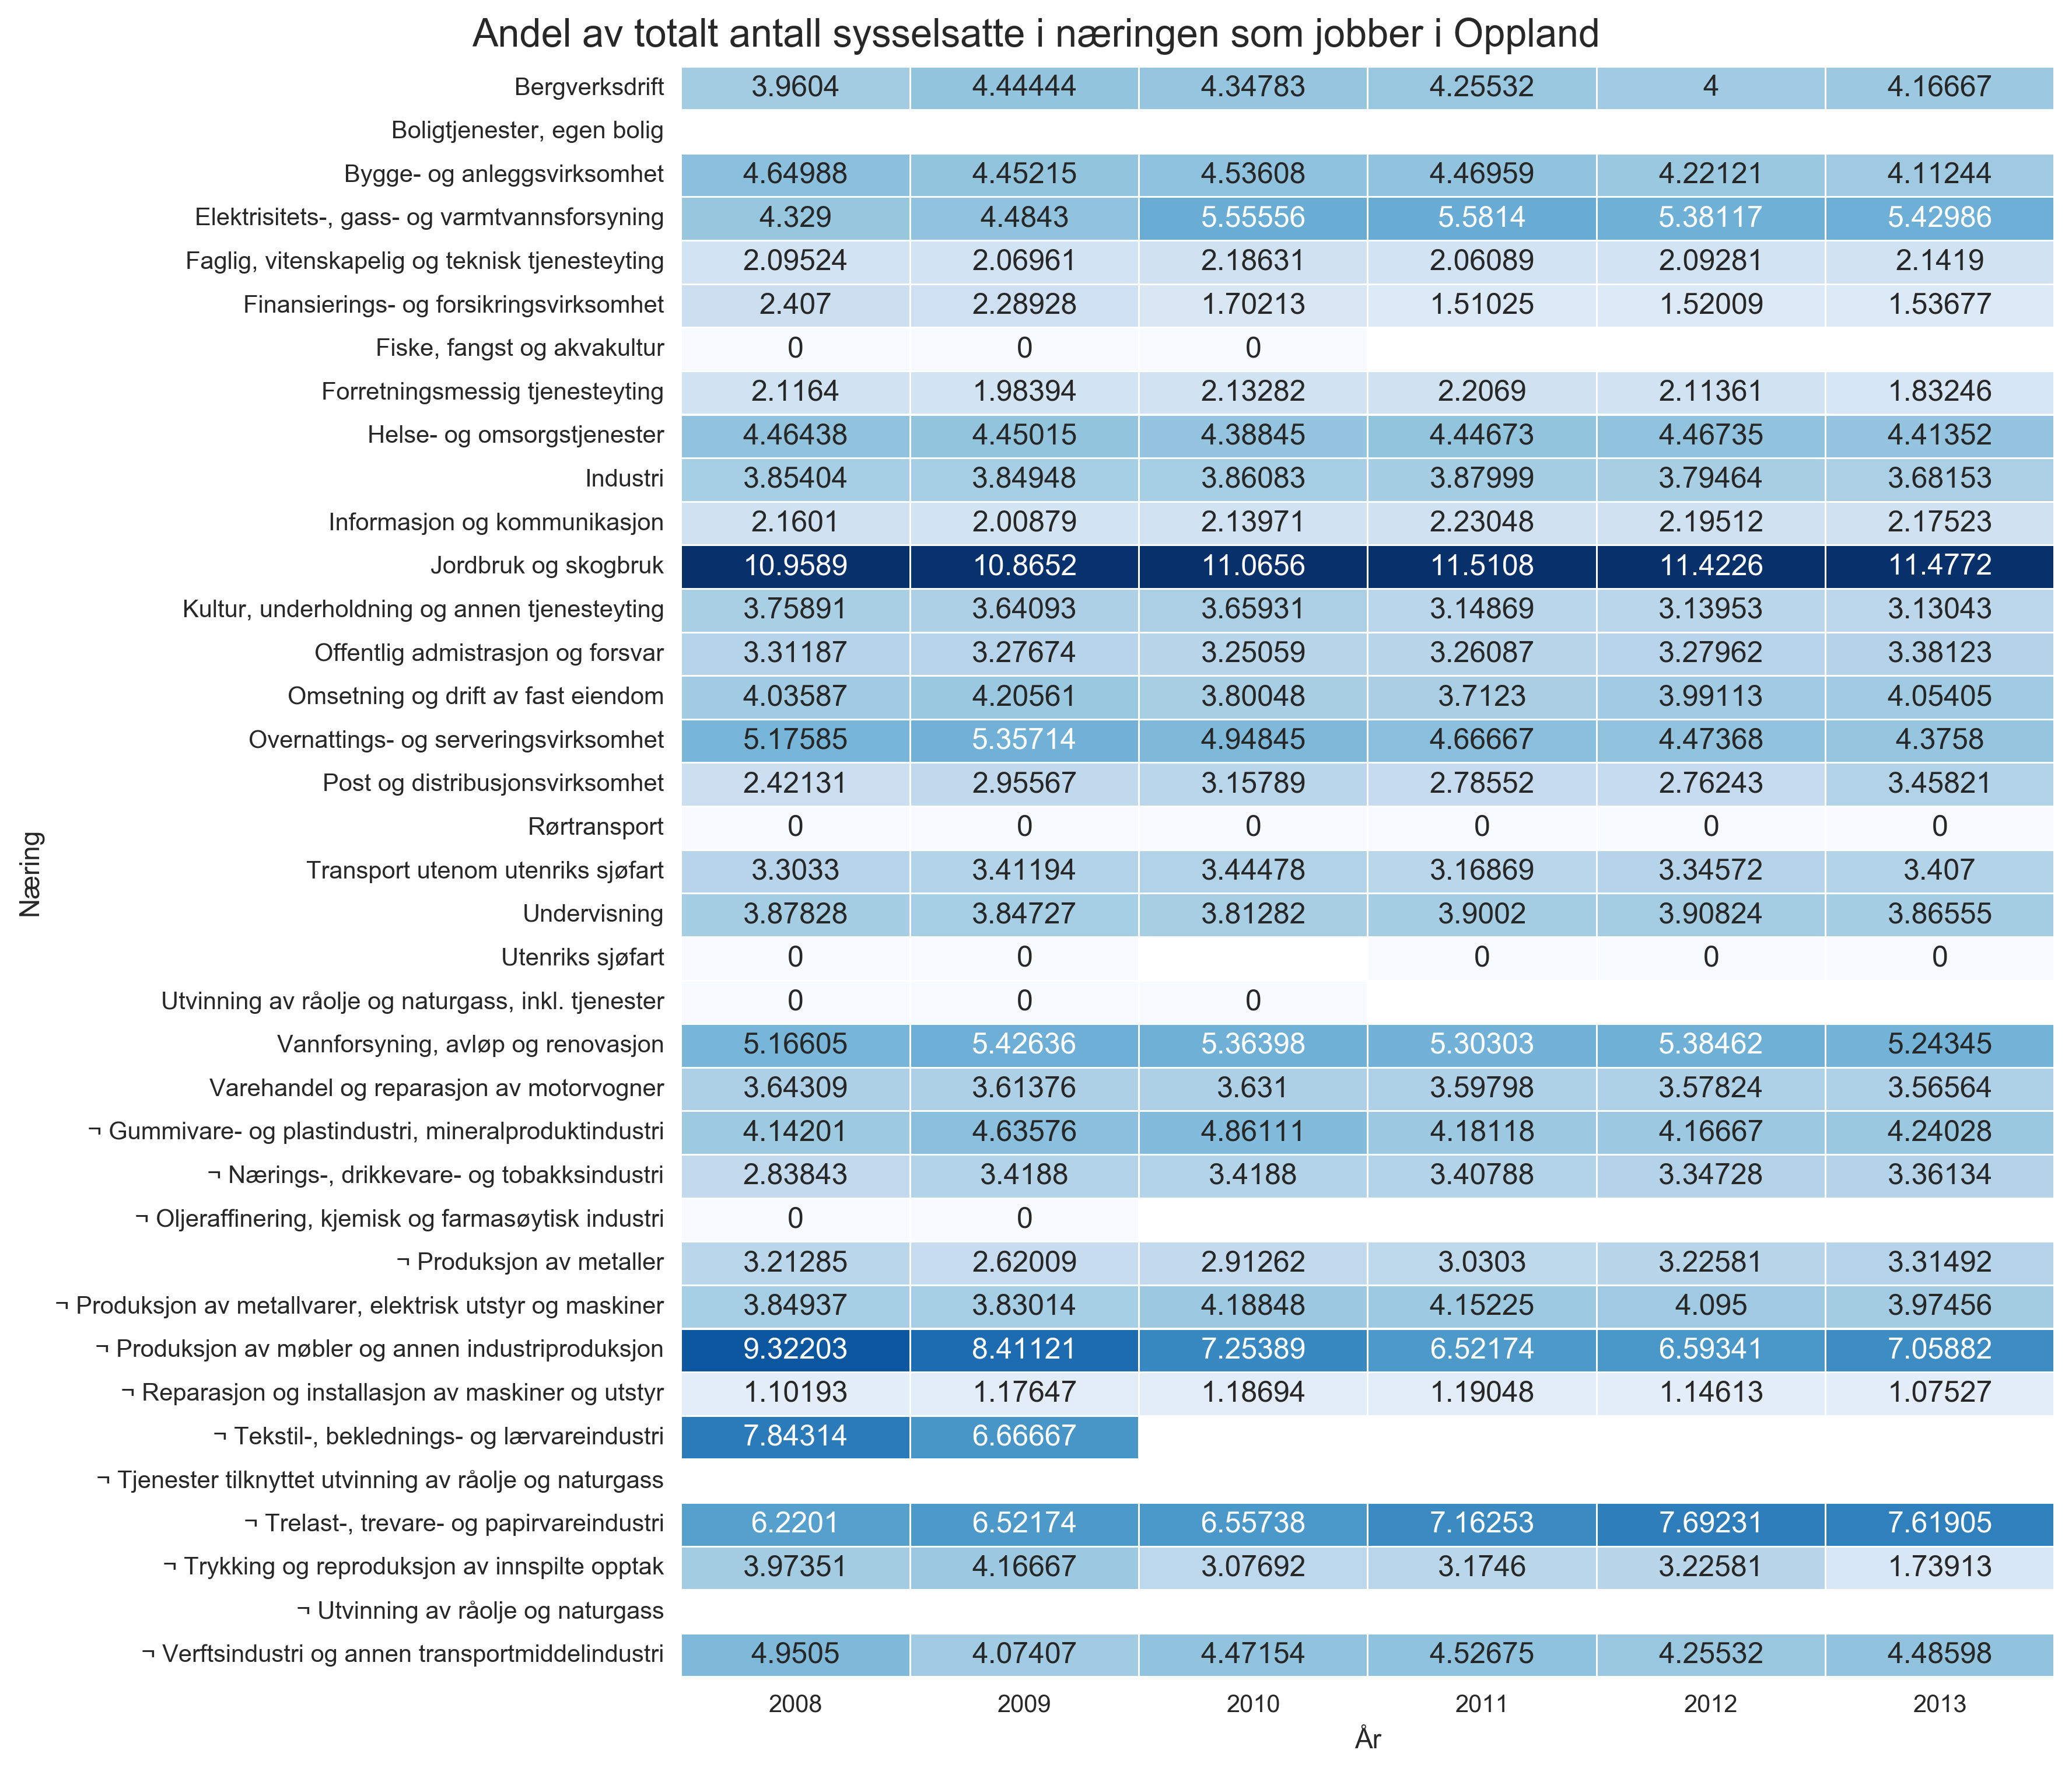 Andel av totalt antall sysselsatte i næringen som jobber i Oppland
Bergverksdrift 3.9604 4.44444 4.34783 4.25532 4 4.16667
Boligtjenester, egen bolig
Bygge- og anleggsvirksomhet 4.64988 4.45215 4.53608 4.46959 4.22121 4.11244
Elektrisitets-, gass- og varmtvannsforsyning 4.329 4.4843 5.55556 5.5814 5.38117 5.42986
Faglig, vitenskapelig og teknisk tjenesteyting 2.09524 2.06961 2.18631 2.06089 2.09281 2.1419
Finansierings- og forsikringsvirksomhet 2.407 2.28928 1.70213 1.51025 1.52009 1.53677
Fiske, fangst og akvakultur 0 0 0
Forretningsmessig tjenesteyting 2.1164 1.98394 2.13282 2.2069 2.11361 1.83246
Helse- og omsorgstjenester 4.46438 4.45015 4.38845 4.44673 4.46735 4.41352
Industri 3.85404 3.84948 3.86083 3.87999 3.79464 3.68153
Informasjon og kommunikasjon 2.1601 2.00879 2.13971 2.23048 2.19512 2.17523
Jordbruk og skogbruk 10.9589 10.8652 11.0656 11.5108 11.4226 11.4772
Kultur, underholdning og annen tjenesteyting 3.75891 3.64093 3.65931 3.14869 3.13953 3.13043
Offentlig admistrasjon og forsvar 3.31187 3.27674 3.25059 3.26087 3.27962 3.38123
Omsetning og drift av fast eiendom 4.03587 4.20561 3.80048 3.7123 3.99113 4.05405
Overnattings- og serveringsvirksomhet 5.17585 5.35714 4.94845 4.66667 4.47368 4.3758
Post og distribusjonsvirksomhet 2.42131 2.95567 3.15789 2.78552 2.76243 3.45821
Rørtransport 0 0 0 0 0 0
Transport utenom utenriks sjøfart 3.3033 3.41194 3.44478 3.16869 3.34572 3.407
Undervisning 3.87828 3.84727 3.81282 3.9002 3.90824 3.86555
Utenriks sjøfart 0 0 0 0 0
Utvinning av råolje og naturgass, inkl. tjenester 0 0 0
Vannforsyning, avløp og renovasjon 5.16605 5.42636 5.36398 5.30303 5.38462 5.24345
Varehandel og reparasjon av motorvogner 3.64309 3.61376 3.631 3.59798 3.57824 3.56564
¬ Gummivare- og plastindustri, mineralproduktindustri 4.14201 4.63576 4.86111 4.18118 4.16667 4.24028
¬ Nærings-, drikkevare- og tobakksindustri 2.83843 3.4188 3.4188 3.40788 3.34728 3.36134
¬ Oljeraffinering, kjemisk og farmasøytisk industri 0 0
¬ Produksjon av metaller 3.21285 2.62009 2.91262 3.0303 3.22581 3.31492
¬ Produksjon av metallvarer, elektrisk utstyr og maskiner 3.84937 3.83014 4.18848 4.15225 4.095 3.97456
¬ Produksjon av møbler og annen industriproduksjon 9.32203 8.41121 7.25389 6.52174 6.59341 7.05882
¬ Reparasjon og installasjon av maskiner og utstyr 1.10193 1.17647 1.18694 1.19048 1.14613 1.07527
¬ Tekstil-, beklednings- og lærvareindustri 7.84314 6.66667
¬ Tjenester tilknyttet utvinning av råolje og naturgass
¬ Trelast-, trevare- og papirvareindustri 6.2201 6.52174 6.55738 7.16253 7.69231 7.61905
¬ Trykking og reproduksjon av innspilte opptak 3.97351 4.16667 3.07692 3.1746 3.22581 1.73913
¬ Utvinning av råolje og naturgass
¬ Verftsindustri og annen transportmiddelindustri 4.9505 4.07407 4.47154 4.52675 4.25532 4.48598
2008 2009 2010 2011 2012 2013
År
Næring